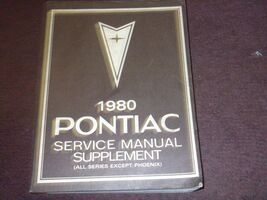 1980
PONTIAC
SERVICE MANUAL
SUPPLEMENT
(ALL SERIES EXCEPT PHOENIX)